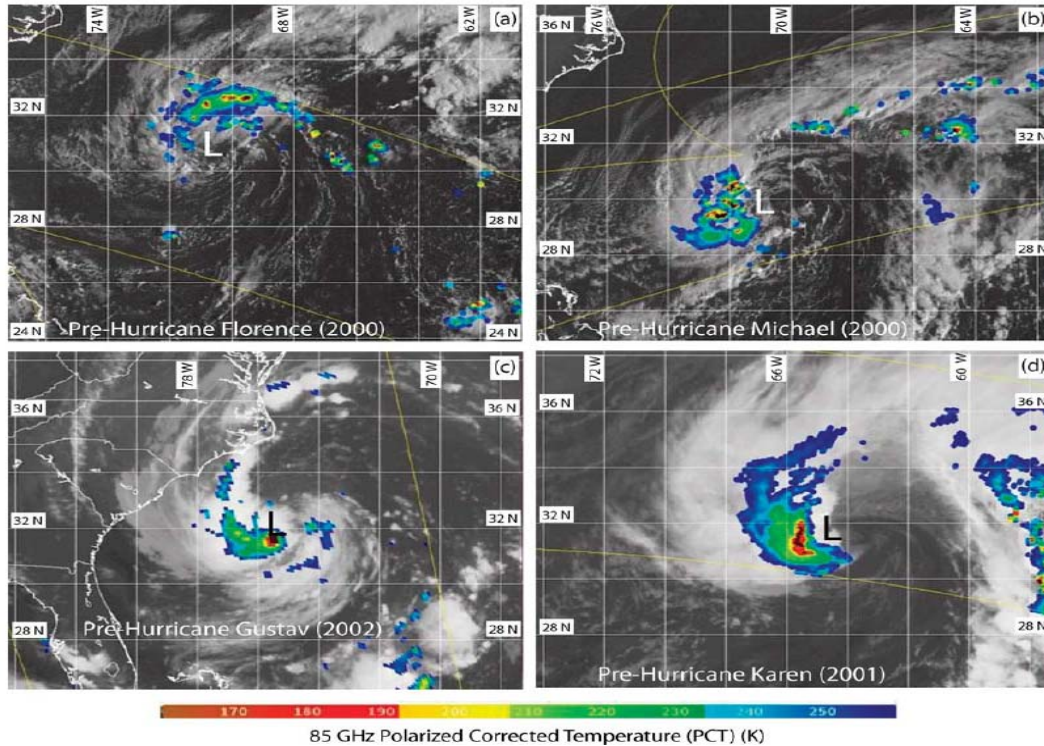 74 W
68 W
62 W
(a)
32 N
32 N
28 N
28 N
24 N
24 N
L
Pre-Hurricane Florence (2000)
36 N
70 W
64 W
(b)
32 N
32 N
28 N
28 N
L
Pre-Hurricane Michael (2000)
78 W
70 W
(c)
36 N
36 N
32 N
32 N
28 N
28 N
L
Pre-Hurricane Gustav (2002)
72 W
66 W
60 W
(d)
36 N
36 N
32 N
32 N
28 N
28 N
L
Pre-Hurricane Karen (2001)
170 180 190 200 210 220 230 240 250
85 GHz Polarized Corrected Temperature (PCT) (K)